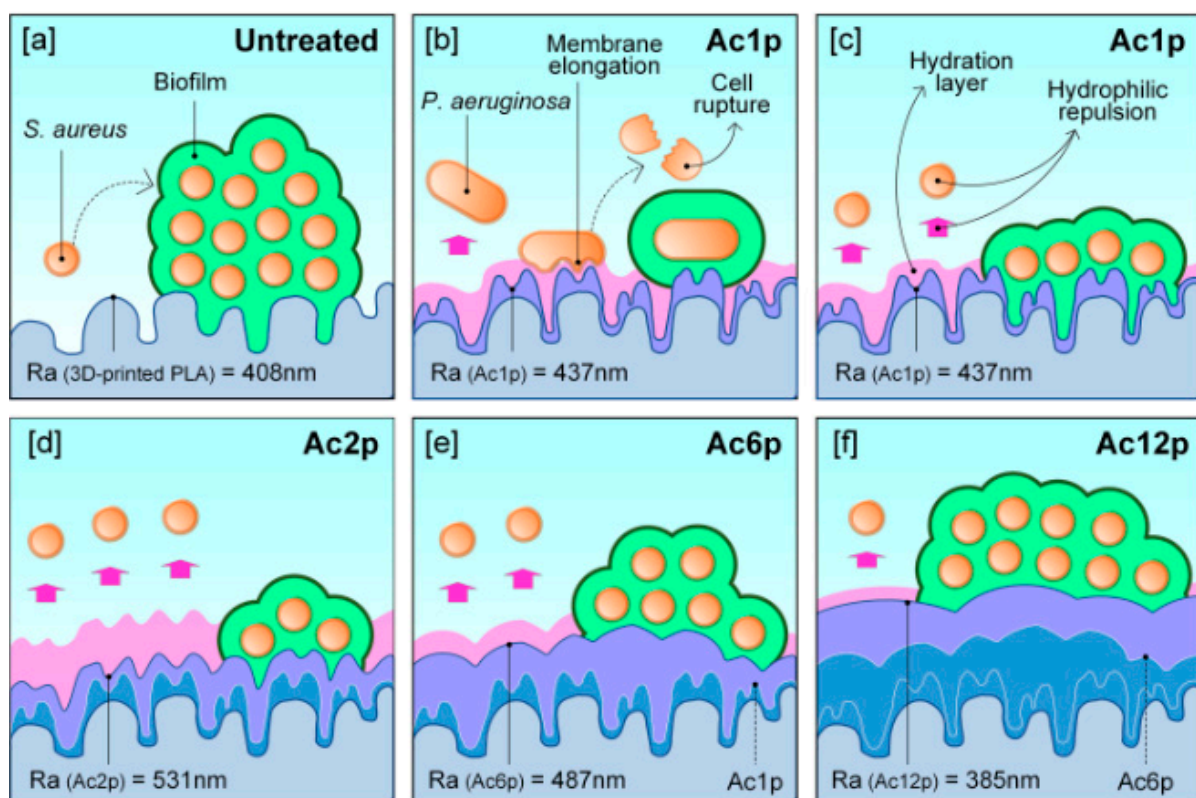 [a] Untreated
Biofilm
S. aureus
Ra (3D-printed PLA) = 408nm
[b] Ac1p
Membrane
elongation
P. aeruginosa
Cell
rupture
Ra (Ac1p) = 437nm
[c] Ac1p
Hydration
layer
Hydrophilic
repulsion
Ra (Ac1p) = 437nm
[d] Ac2p
Ra (Ac2p) = 531nm
[e] Ac6p
Ra (Ac6p) = 487nm
Ac1p
[f] Ac12p
Ra (Ac12p) = 385nm
Ac6p